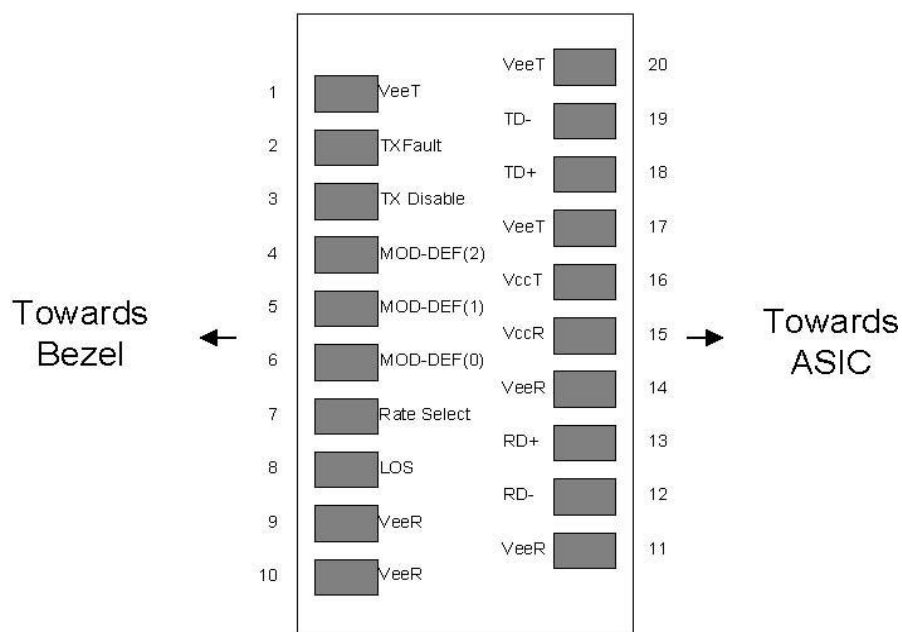 Towards
Bezel
1 VeeT
2 TXFault
3 TX Disable
4 MOD-DEF(2)
5 MOD-DEF(1)
6 MOD-DEF(0)
7 Rate Select
8 LOS
9 VeeR
10 VeeR
VeeT 20
TD- 19
TD+ 18
VeeT 17
VccT 16
VccR 15
VeeR 14
RD+ 13
RD- 12
VeeR 11
Towards
ASIC